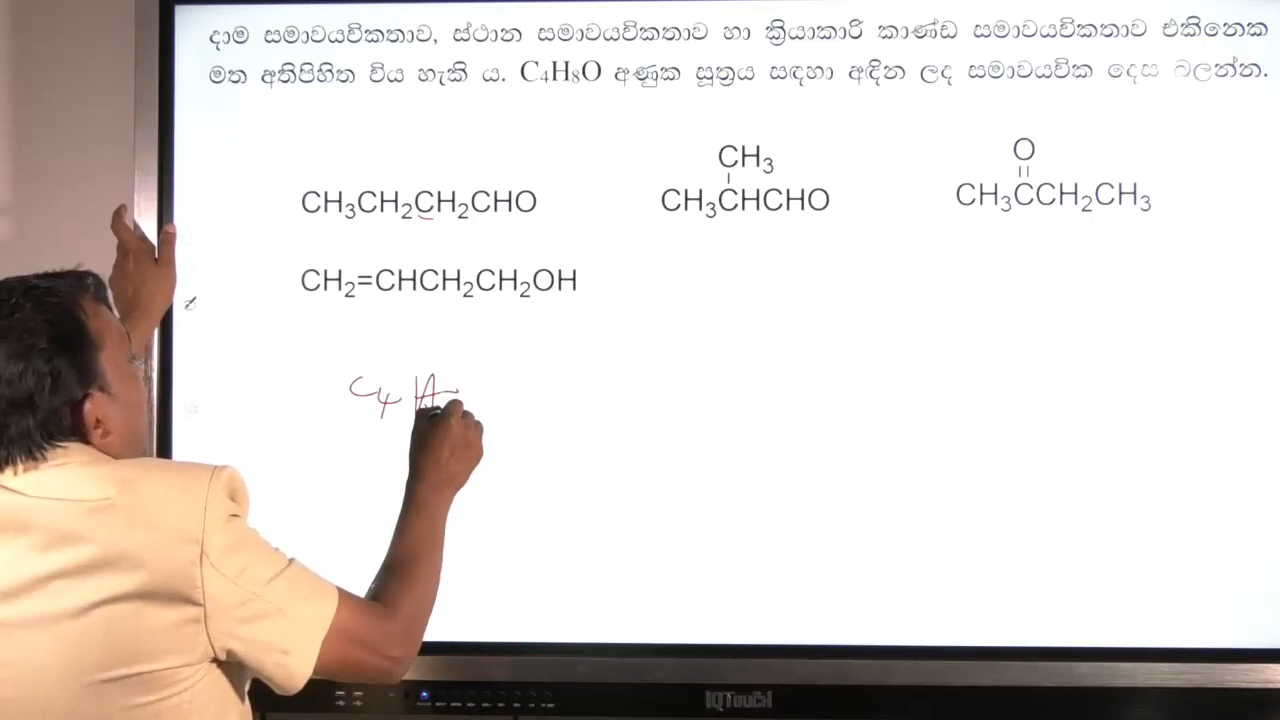 දාම සමාවයවිකතාව, ස්ථාන සමාවයවිකතාව හා ක්‍රියාකාරී කාණ්ඩ සමාවයවිකතාව එකිනෙක
මත අතිපිහිත විය හැකි ය. C₄H₈O අණුක සූත්‍රය සඳහා අඳින ලද සමාවයවික දෙස බලන්න.
CH₃
CH₃CH₂CH₂CHO CH₃CHCHO
O
CH₃CCH₂CH₃
CH₂=CHCH₂CH₂OH
C₄ H
IQTouch